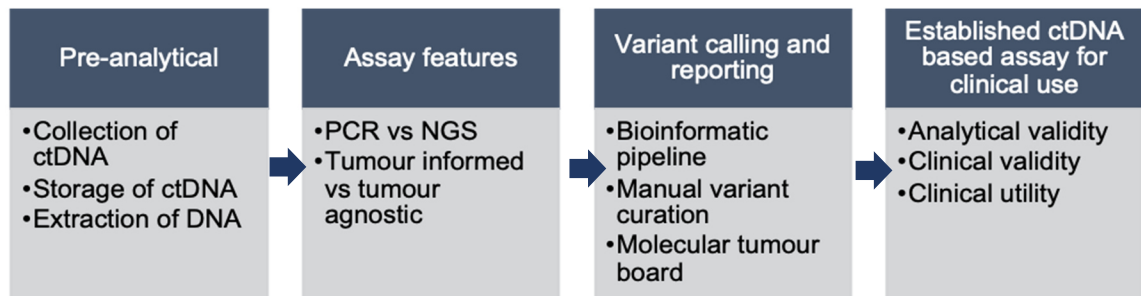 Pre-analytical
•Collection of
ctDNA
•Storage of ctDNA
•Extraction of DNA
Assay features
•PCR vs NGS
•Tumour informed
vs tumour
agnostic
Variant calling and
reporting
•Bioinformatic
pipeline
•Manual variant
curation
•Molecular tumour
board
Established ctDNA
based assay for
clinical use
•Analytical validity
•Clinical validity
•Clinical utility